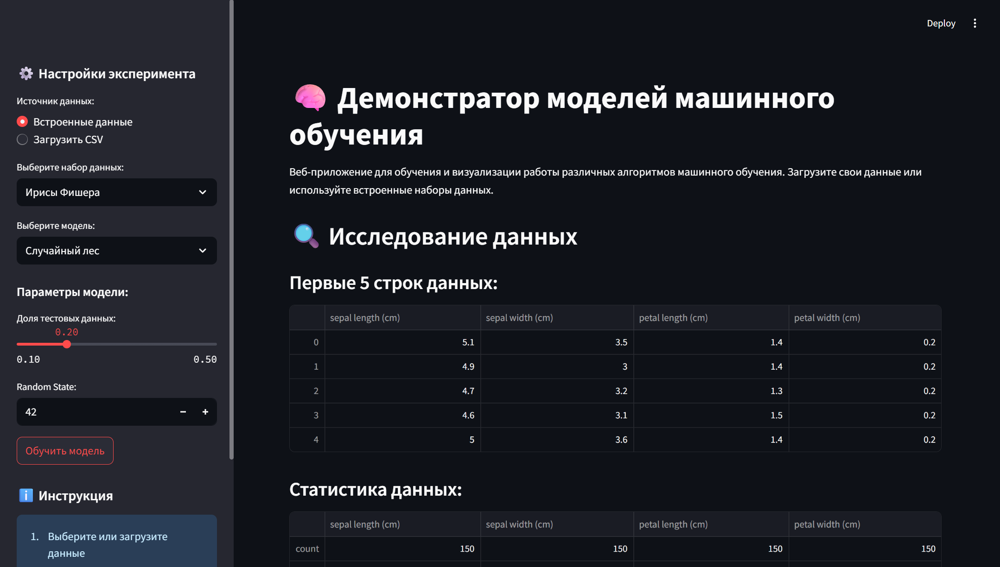 Deploy
Настройки эксперимента
Источник данных:
Встроенные данные
Загрузить CSV
Выберите набор данных:
Ирисы Фишера
Выберите модель:
Случайный лес
Параметры модели:
Доля тестовых данных:
0.20
0.10 0.50
Random State:
42
Обучить модель
Инструкция
1. Выберите или загрузите
данные
Демонстратор моделей машинного
обучения
Веб-приложение для обучения и визуализации работы различных алгоритмов машинного обучения. Загрузите свои данные или
используйте встроенные наборы данных.
Исследование данных
Первые 5 строк данных:
sepal length (cm) sepal width (cm) petal length (cm) petal width (cm)
0 5.1 3.5 1.4 0.2
1 4.9 3 1.4 0.2
2 4.7 3.2 1.3 0.2
3 4.6 3.1 1.5 0.2
4 5 3.6 1.4 0.2
Статистика данных:
sepal length (cm) sepal width (cm) petal length (cm) petal width (cm)
count 150 150 150 150